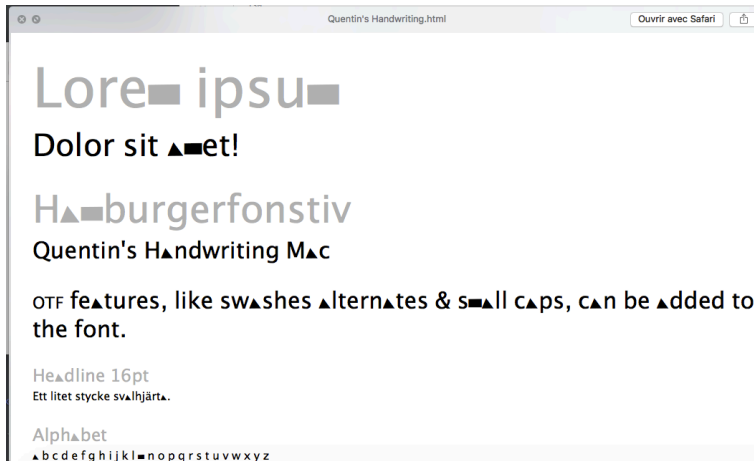 Quentin's Handwriting.html
Ouvrir avec Safari
Lore▬ ipsu▬
Dolor sit ▲▬et!
H▲▬burgerfonstiv
Quentin's H▲ndwriting M▲c
OTF fe▲tures, like sw▲shes ▲ltern▲tes & s▬▲ll c▲ps, c▲n be ▲dded to
the font.
He▲dline 16pt
Ett litet stycke sv▲lhjärt▲.
Alph▲bet
▲ b c d e f g h i j k l ▬ n o p q r s t u v w x y z